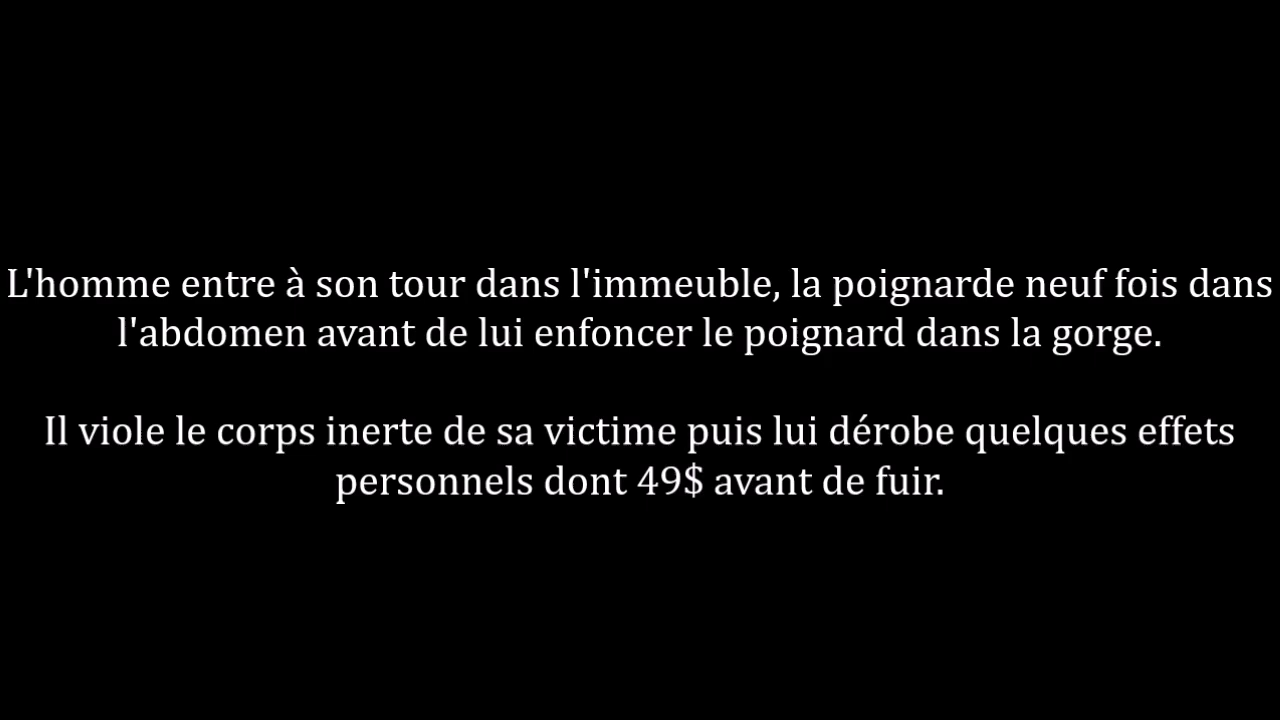 L'homme entre à son tour dans l'immeuble, la poignarde neuf fois dans
l'abdomen avant de lui enfoncer le poignard dans la gorge.
Il viole le corps inerte de sa victime puis lui dérobe quelques effets
personnels dont 49$ avant de fuir.